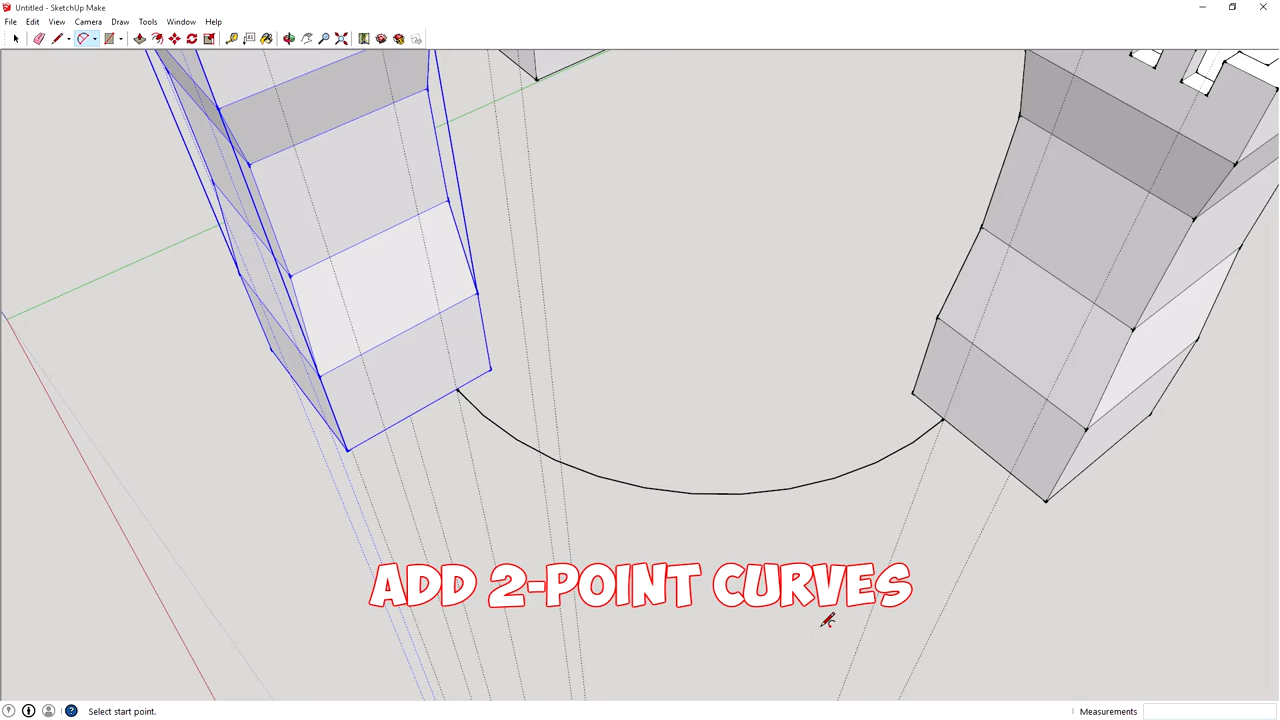 Untitled - SketchUp Make
File Edit View Camera Draw Tools Window Help
ADD 2-POINT CURVES
Select start point.
Measurements